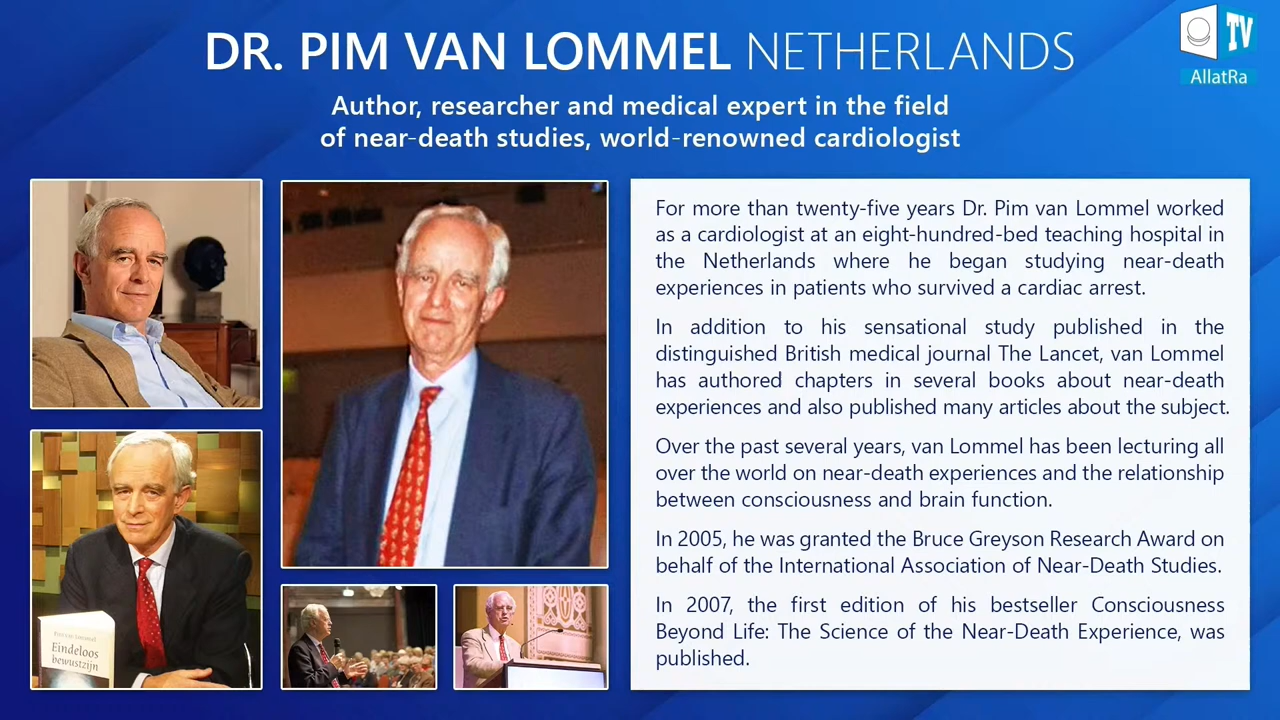 DR. PIM VAN LOMMEL NETHERLANDS
TV
AllatRa
Author, researcher and medical expert in the field
of near-death studies, world-renowned cardiologist
For more than twenty-five years Dr. Pim van Lommel worked
as a cardiologist at an eight-hundred-bed teaching hospital in
the Netherlands where he began studying near-death
experiences in patients who survived a cardiac arrest.
In addition to his sensational study published in the
distinguished British medical journal The Lancet, van Lommel
has authored chapters in several books about near-death
experiences and also published many articles about the subject.
Over the past several years, van Lommel has been lecturing all
over the world on near-death experiences and the relationship
between consciousness and brain function.
In 2005, he was granted the Bruce Greyson Research Award on
behalf of the International Association of Near-Death Studies.
In 2007, the first edition of his bestseller Consciousness
Beyond Life: The Science of the Near-Death Experience, was
published.
Pim van Lommel
Eindeloos
bewustzijn